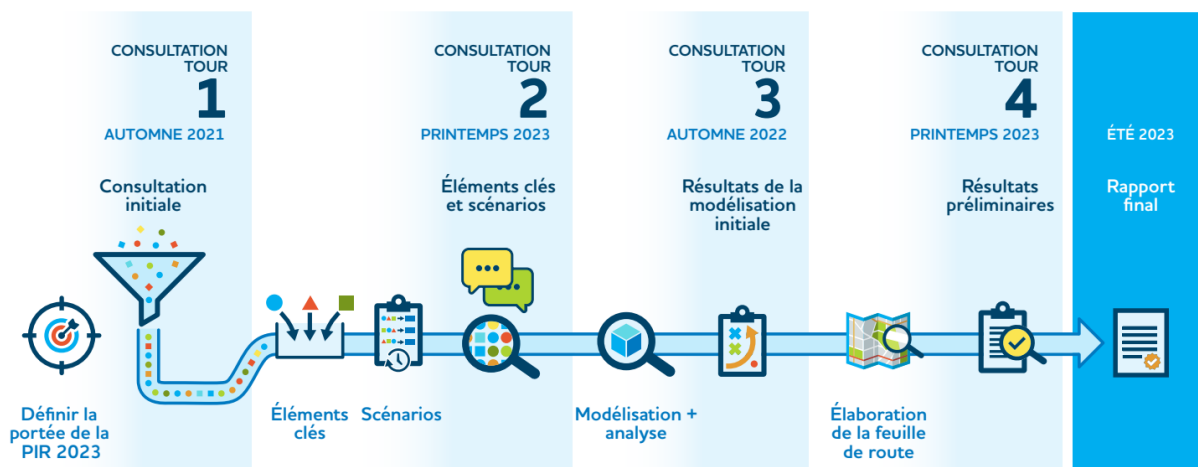 CONSULTATION
TOUR
1
AUTOMNE 2021
Consultation
initiale
CONSULTATION
TOUR
2
PRINTEMPS 2023
Éléments clés
et scénarios
CONSULTATION
TOUR
3
AUTOMNE 2022
Résultats de la
modélisation
initiale
CONSULTATION
TOUR
4
PRINTEMPS 2023
Résultats
préliminaires
ÉTÉ 2023
Rapport
final
Définir la
portée de la
PIR 2023
Éléments
clés
Scénarios
Modélisation +
analyse
Élaboration
de la feuille
de route